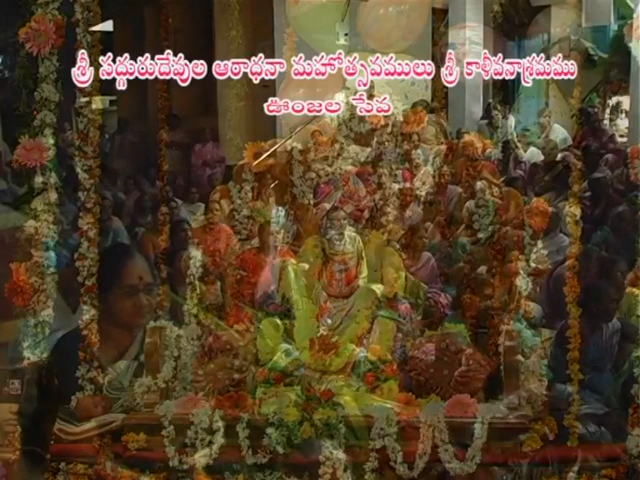 శ్రీ సద్గురుదేవుల ఆరాధనా మహోత్సవములు శ్రీ కాళీవనాశ్రమము
ఊంజల సేవ